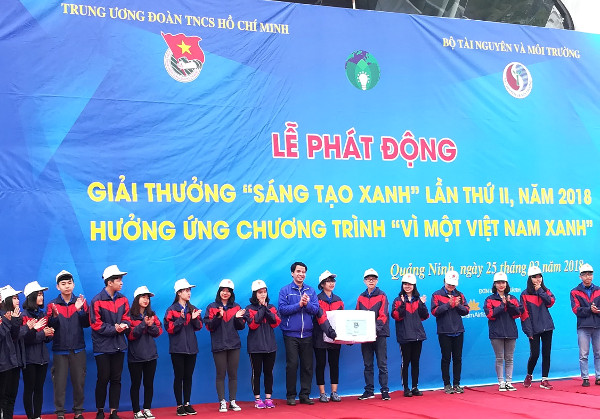 TRUNG ƯƠNG ĐOÀN TNCS HỒ CHÍ MINH
BỘ TÀI NGUYÊN VÀ MÔI TRƯỜNG
LỄ PHÁT ĐỘNG
GIẢI THƯỞNG “SÁNG TẠO XANH” LẦN THỨ II, NĂM 2018
HƯỞNG ỨNG CHƯƠNG TRÌNH “VÌ MỘT VIỆT NAM XANH”
Quảng Ninh, ngày 25 tháng 03 năm 2018